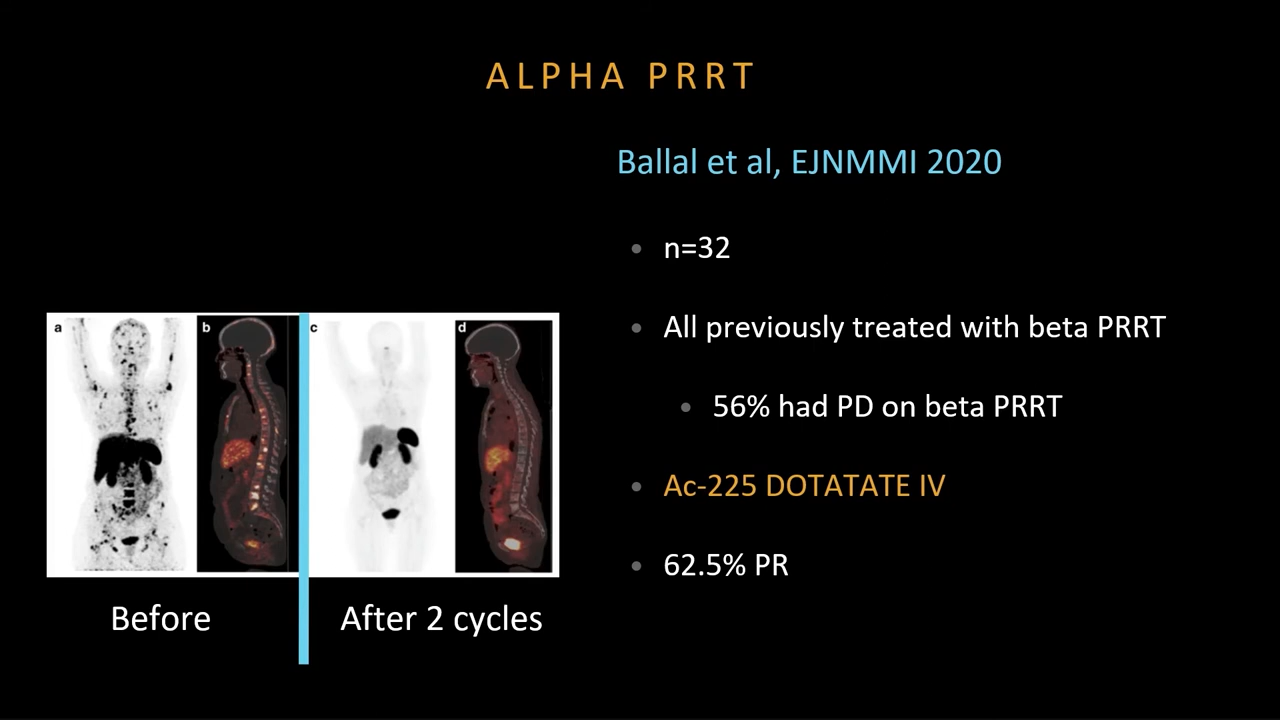 ALPHA PRRT
Ballal et al, EJNMMI 2020
n=32
All previously treated with beta PRRT
56% had PD on beta PRRT
Ac-225 DOTATATE IV
62.5% PR
a
b
c
d
Before
After 2 cycles